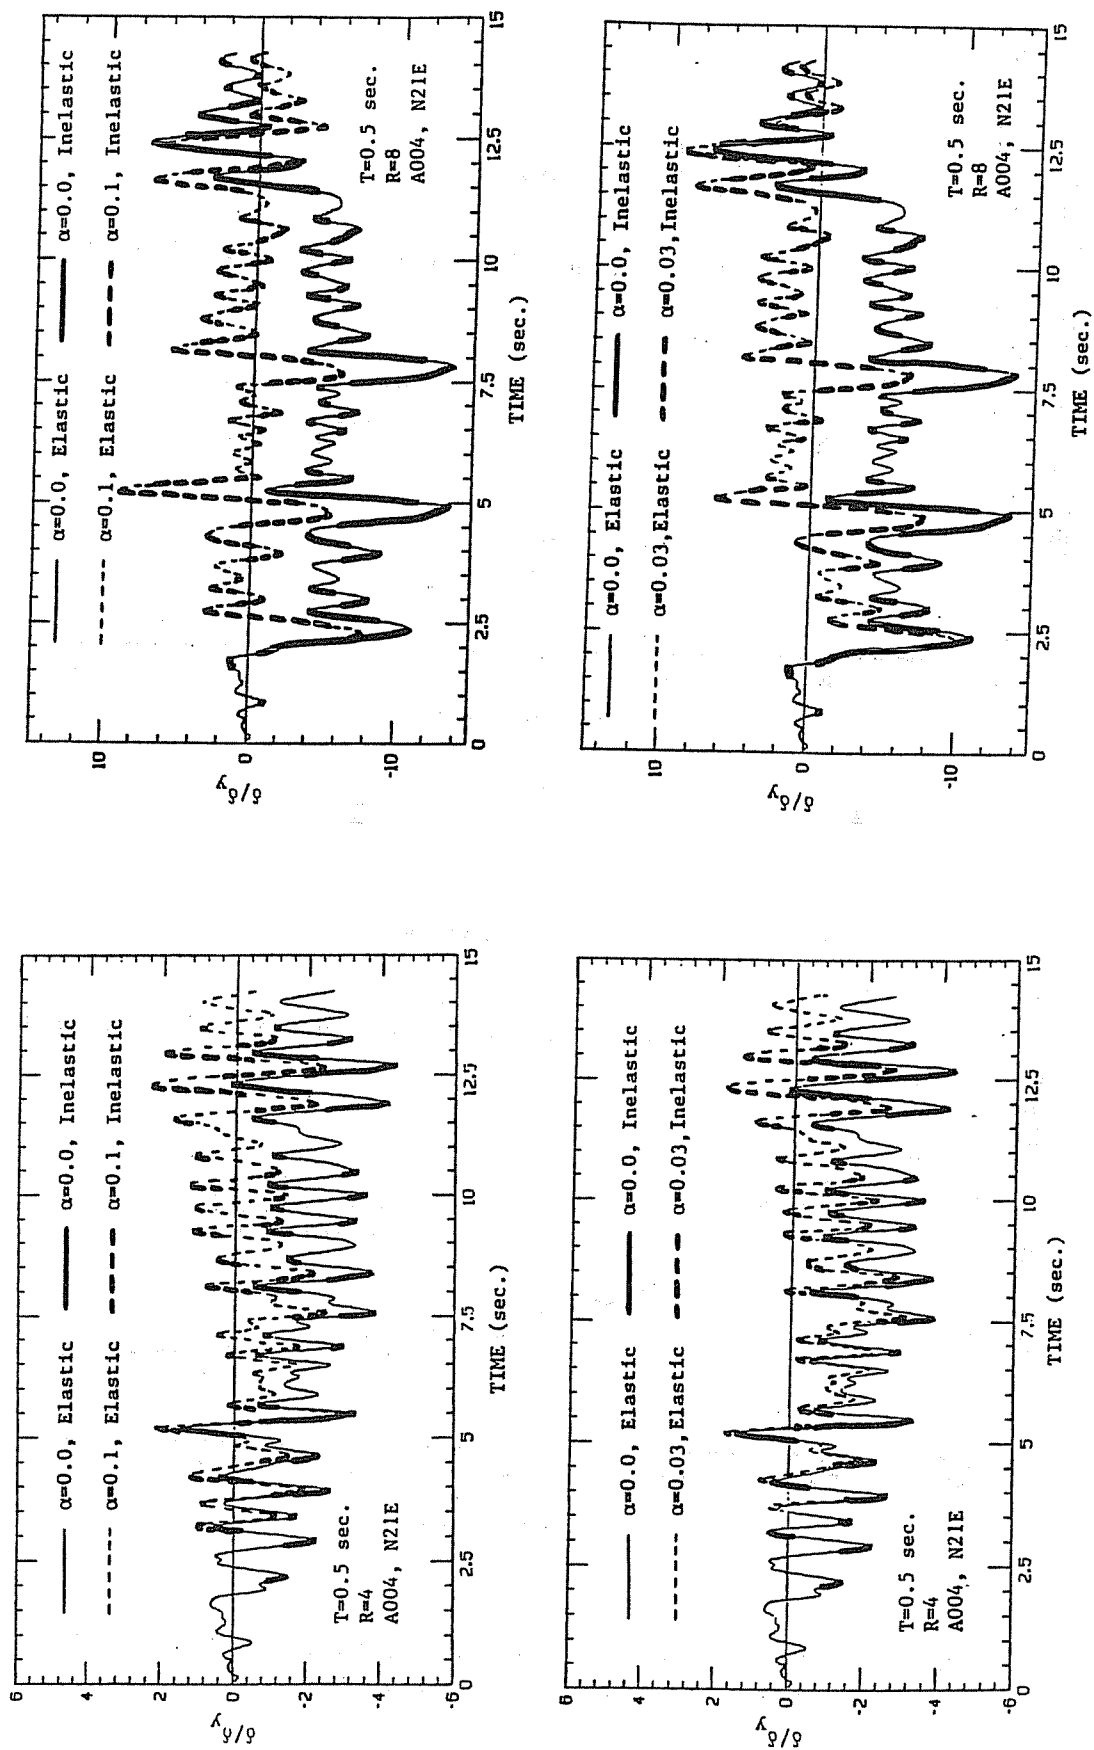 α=0.0, Elastic α=0.0, Inelastic
α=0.1, Elastic α=0.1, Inelastic
6
4
2
0
-2
-4
-6
δ/δy
T=0.5 sec.
R=4
A004, N21E
0 2.5 5 7.5 10 12.5 15
TIME (sec.)
α=0.0, Elastic α=0.0, Inelastic
α=0.1, Elastic α=0.1, Inelastic
10
0
-10
δ/δy
T=0.5 sec.
R=8
A004, N21E
0 2.5 5 7.5 10 12.5 15
TIME (sec.)
α=0.0, Elastic α=0.0, Inelastic
α=0.03,Elastic α=0.03,Inelastic
6
4
2
0
-2
-4
-6
δ/δy
T=0.5 sec.
R=4
A004, N21E
0 2.5 5 7.5 10 12.5 15
TIME (sec.)
α=0.0, Elastic α=0.0, Inelastic
α=0.03,Elastic α=0.03,Inelastic
10
0
-10
δ/δy
T=0.5 sec.
R=8
A004, N21E
0 2.5 5 7.5 10 12.5 15
TIME (sec.)